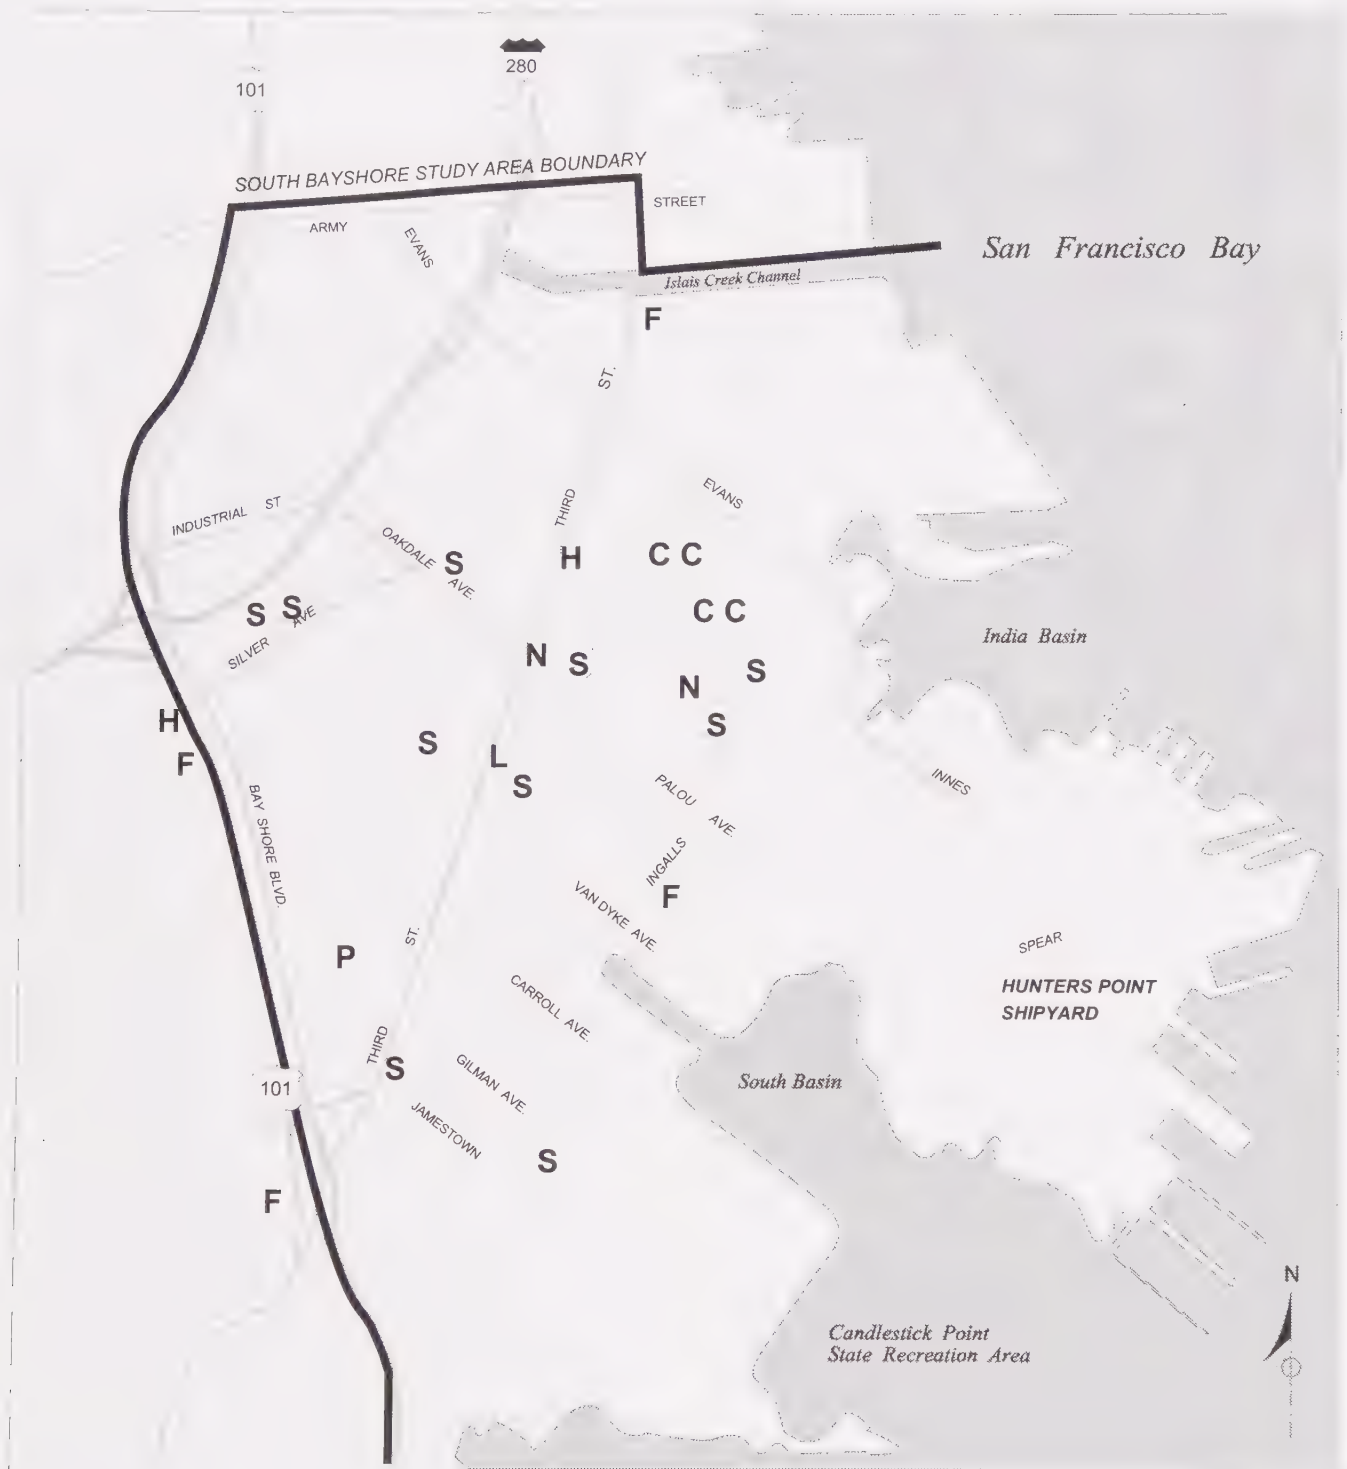 280
101
SOUTH BAYSHORE STUDY AREA BOUNDARY
STREET
ARMY
EVANS
San Francisco Bay
Islais Creek Channel
F
ST.
EVANS
THIRD
INDUSTRIAL ST
OAKDALE AVE.
S
H
C C
S S
SILVER AVE
C C
India Basin
N S
S
N
S
H
F
S
L
S
PALOU AVE.
INNES
BAY SHORE BLVD.
INGALLS
F
VAN DYKE AVE.
ST.
SPEAR
P
CARROLL AVE.
HUNTERS POINT
SHIPYARD
THIRD
S
GILMAN AVE.
South Basin
101
JAMESTOWN
S
F
N
Candlestick Point
State Recreation Area